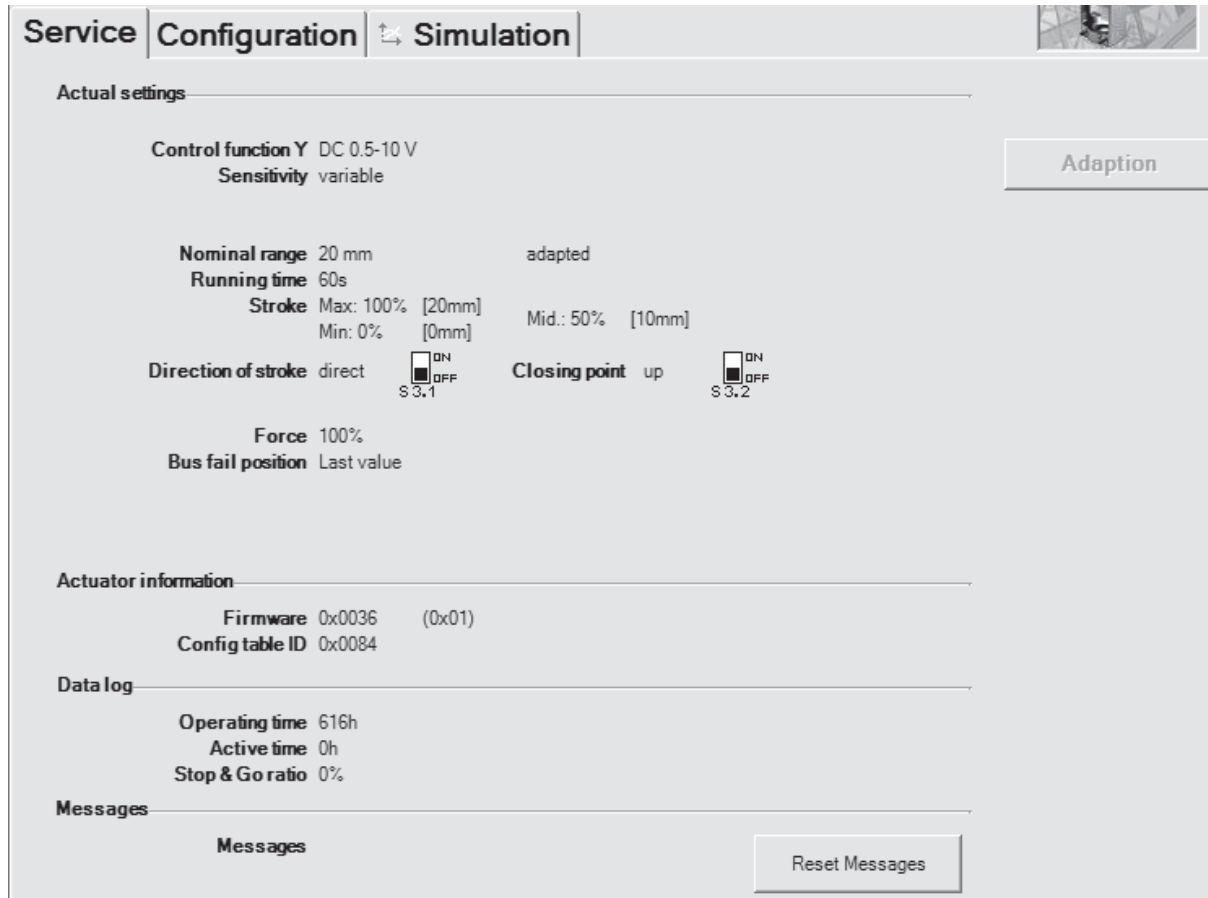 Service Configuration Simulation
Actual settings
Adaption
Control function Y DC 0.5-10 V
Sensitivity variable
Nominal range 20 mm adapted
Running time 60s
Stroke Max: 100% [20mm] Mid.: 50% [10mm]
Min: 0% [0mm]
Direction of stroke direct ON OFF S3.1 Closing point up ON OFF S3.2
Force 100%
Bus fail position Last value
Actuator information
Firmware 0x0036 (0x01)
Config table ID 0x0084
Data log
Operating time 616h
Active time 0h
Stop & Go ratio 0%
Messages
Messages
Reset Messages